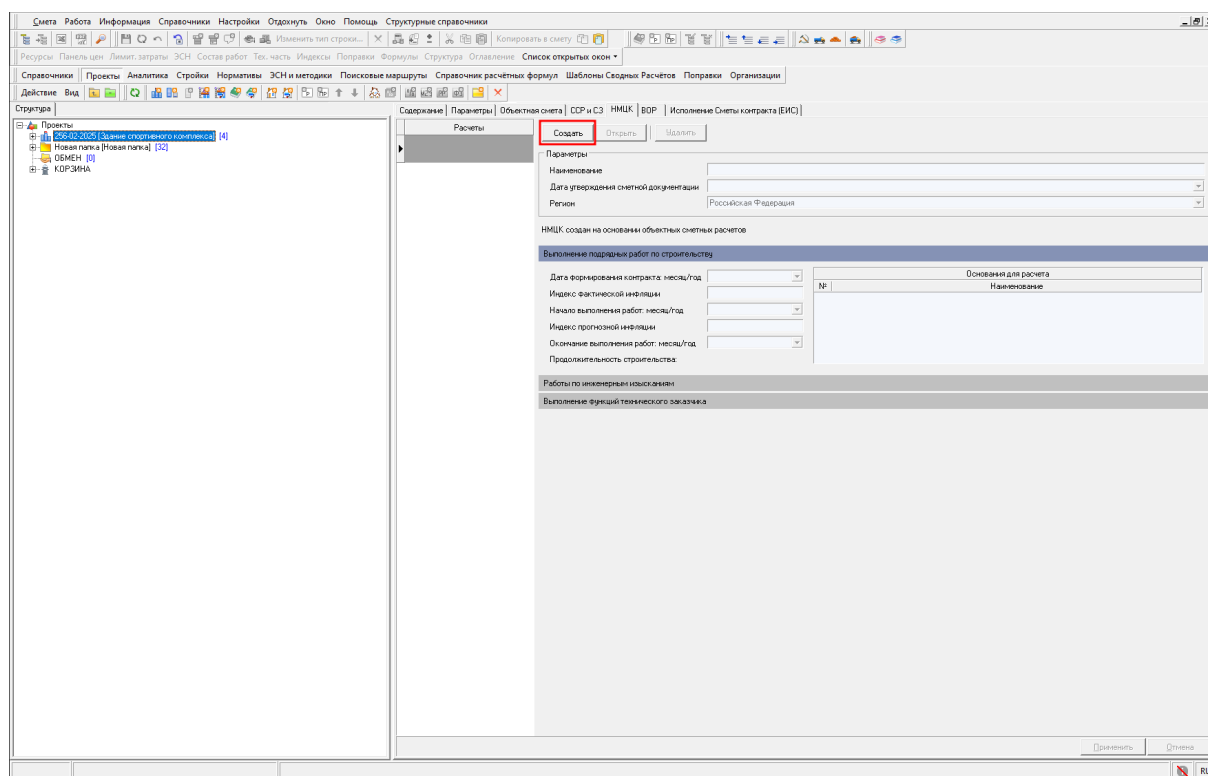 Смета Работа Информация Справочники Настройки Отдохнуть Окно Помощь Структурные справочники
Изменить тип строки... Копировать в смету
Ресурсы Панель цен Лимит. затраты ЭСН Состав работ Тех. часть Индексы Поправки Формулы Структура Оглавление Список открытых окон
Справочники Проекты Аналитика Стройки Нормативы ЭСН и методики Поисковые маршруты Справочник расчётных формул Шаблоны Сводных Расчётов Поправки Организации
Действие Вид
Структура
Проекты
256-02-2025 [Здание спортивного комплекса] [4]
Новая папка [Новая папка] [32]
ОБМЕН [0]
КОРЗИНА
Содержание Параметры Объектная смета ССР и СЗ НМЦК ВОР Исполнение Сметы контракта (ЕИС)
Расчеты
Создать Открыть Удалить
Параметры
Наименование
Дата утверждения сметной документации
Регион Российская Федерация
НМЦК создан на основании объектных сметных расчетов
Выполнение подрядных работ по строительству
Дата формирования контракта: месяц/год
Индекс фактической инфляции
Начало выполнения работ: месяц/год
Индекс прогнозной инфляции
Окончание выполнения работ: месяц/год
Продолжительность строительства:
Основания для расчета
№ Наименование
Работы по инженерным изысканиям
Выполнение функций технического заказчика
Применить Отмена
RU